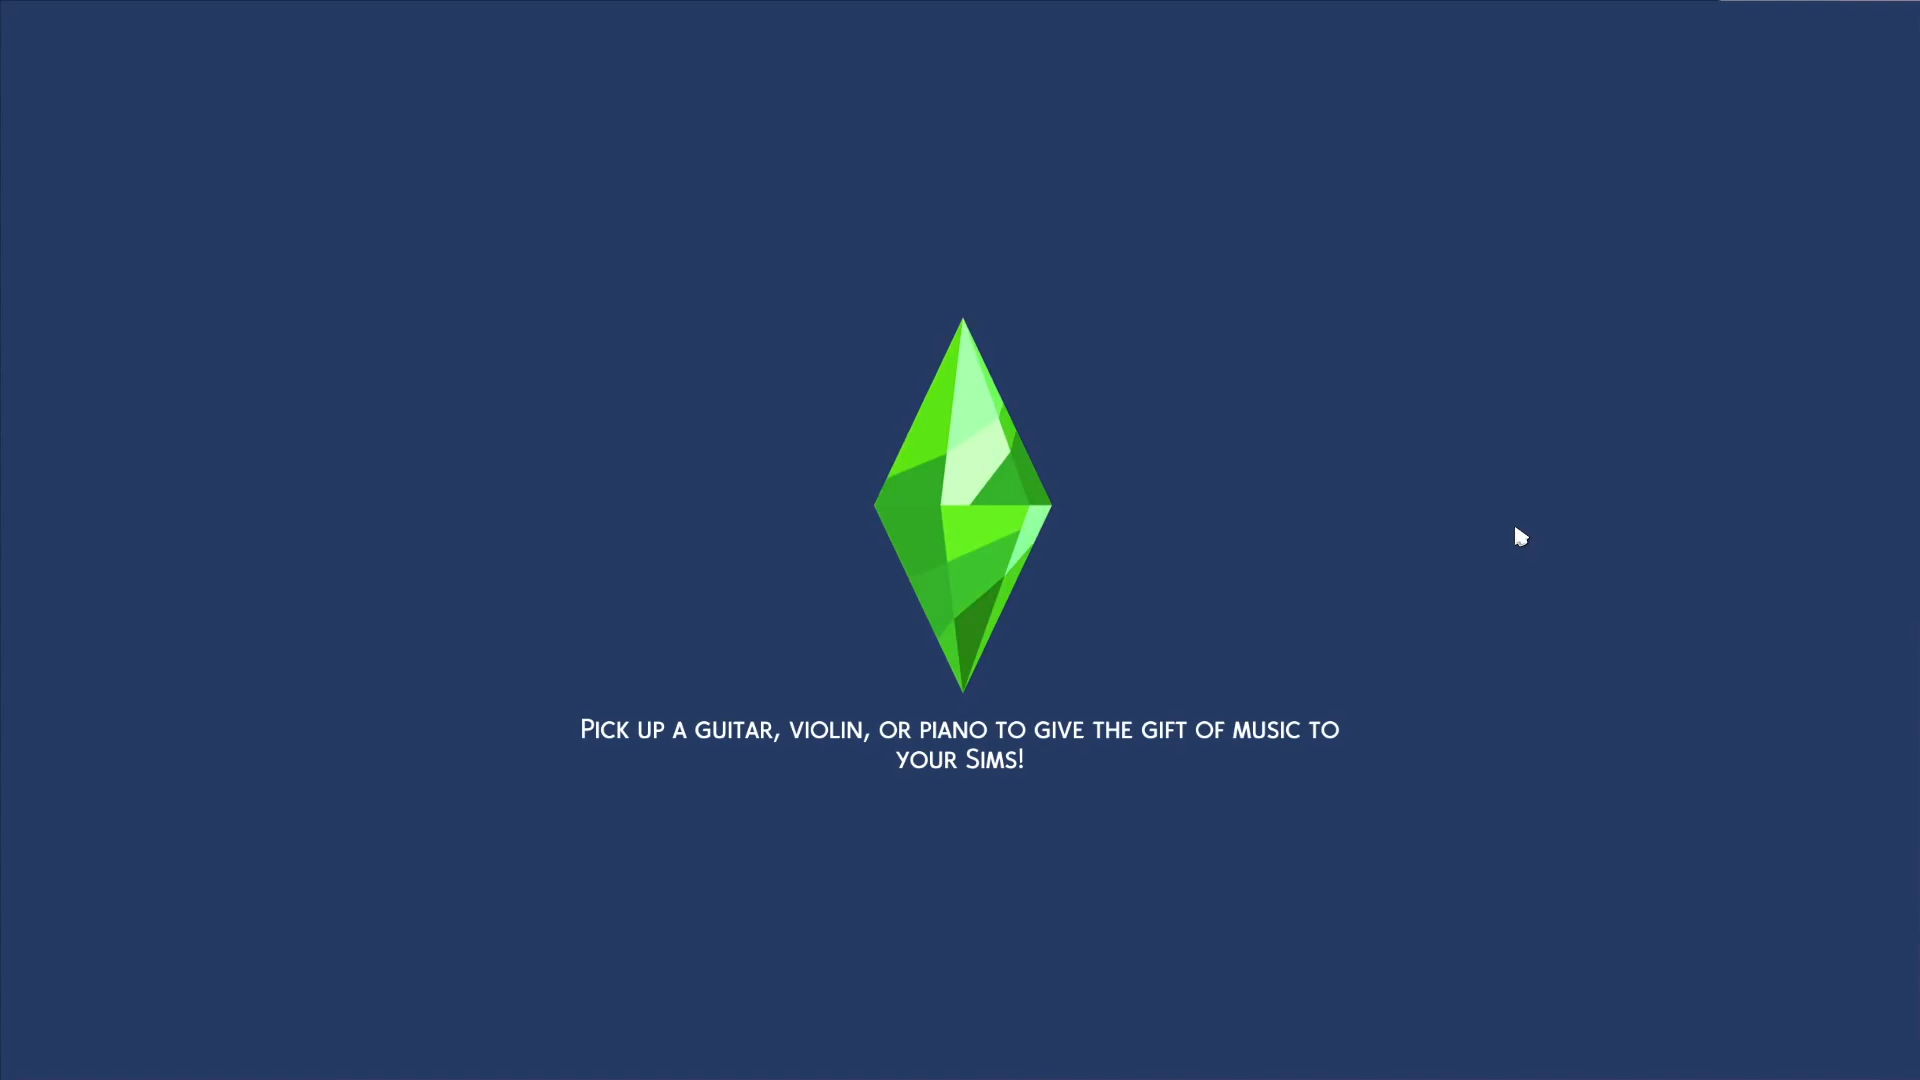 Pick up a guitar, violin, or piano to give the gift of music to
your Sims!